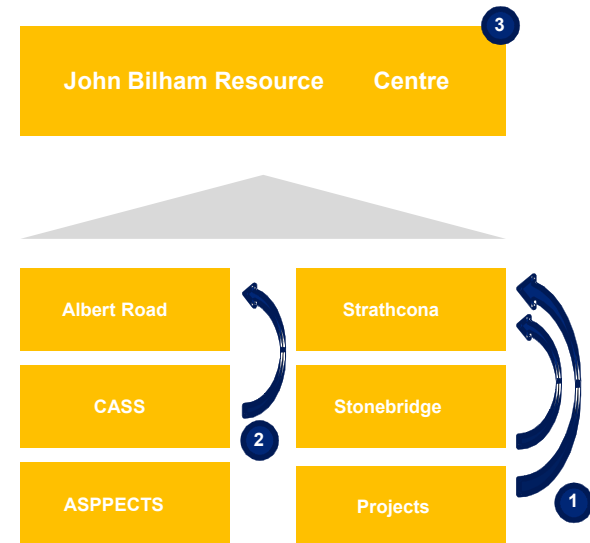 3
John Bilham Resource Centre
Albert Road
Strathcona
CASS
Stonebridge
2
ASPPECTS
Projects
1